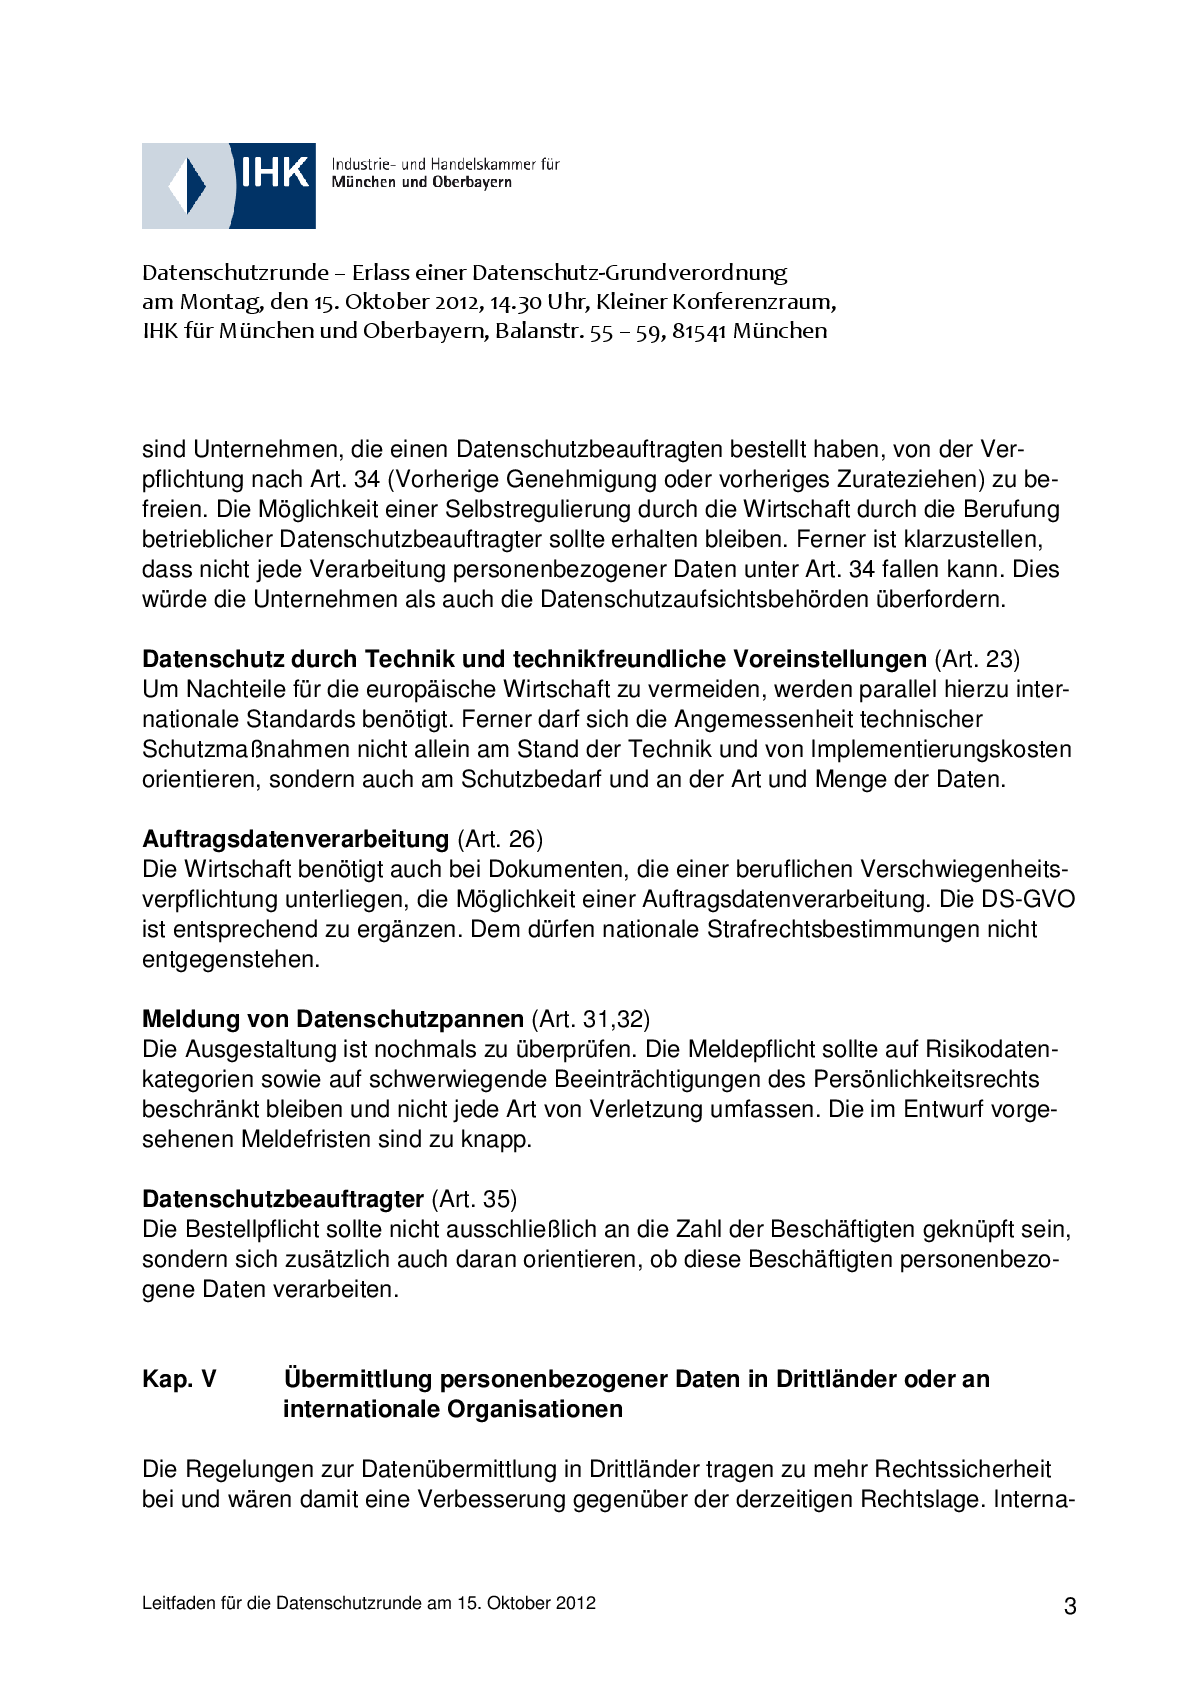 IHK
Industrie- und Handelskammer für
München und Oberbayern
Datenschutzrunde – Erlass einer Datenschutz-Grundverordnung
am Montag, den 15. Oktober 2012, 14.30 Uhr, Kleiner Konferenzraum,
IHK für München und Oberbayern, Balanstr. 55 – 59, 81541 München
sind Unternehmen, die einen Datenschutzbeauftragten bestellt haben, von der Ver-
pflichtung nach Art. 34 (Vorherige Genehmigung oder vorheriges Zurateziehen) zu be-
freien. Die Möglichkeit einer Selbstregulierung durch die Wirtschaft durch die Berufung
betrieblicher Datenschutzbeauftragter sollte erhalten bleiben. Ferner ist klarzustellen,
dass nicht jede Verarbeitung personenbezogener Daten unter Art. 34 fallen kann. Dies
würde die Unternehmen als auch die Datenschutzaufsichtsbehörden überfordern.
Datenschutz durch Technik und technikfreundliche Voreinstellungen (Art. 23)
Um Nachteile für die europäische Wirtschaft zu vermeiden, werden parallel hierzu inter-
nationale Standards benötigt. Ferner darf sich die Angemessenheit technischer
Schutzmaßnahmen nicht allein am Stand der Technik und von Implementierungskosten
orientieren, sondern auch am Schutzbedarf und an der Art und Menge der Daten.
Auftragsdatenverarbeitung (Art. 26)
Die Wirtschaft benötigt auch bei Dokumenten, die einer beruflichen Verschwiegenheits-
verpflichtung unterliegen, die Möglichkeit einer Auftragsdatenverarbeitung. Die DS-GVO
ist entsprechend zu ergänzen. Dem dürfen nationale Strafrechtsbestimmungen nicht
entgegenstehen.
Meldung von Datenschutzpannen (Art. 31,32)
Die Ausgestaltung ist nochmals zu überprüfen. Die Meldepflicht sollte auf Risikodaten-
kategorien sowie auf schwerwiegende Beeinträchtigungen des Persönlichkeitsrechts
beschränkt bleiben und nicht jede Art von Verletzung umfassen. Die im Entwurf vorge-
sehenen Meldefristen sind zu knapp.
Datenschutzbeauftragter (Art. 35)
Die Bestellpflicht sollte nicht ausschließlich an die Zahl der Beschäftigten geknüpft sein,
sondern sich zusätzlich auch daran orientieren, ob diese Beschäftigten personenbezo-
gene Daten verarbeiten.
Kap. V Übermittlung personenbezogener Daten in Drittländer oder an
internationale Organisationen
Die Regelungen zur Datenübermittlung in Drittländer tragen zu mehr Rechtssicherheit
bei und wären damit eine Verbesserung gegenüber der derzeitigen Rechtslage. Interna-
Leitfaden für die Datenschutzrunde am 15. Oktober 2012 3